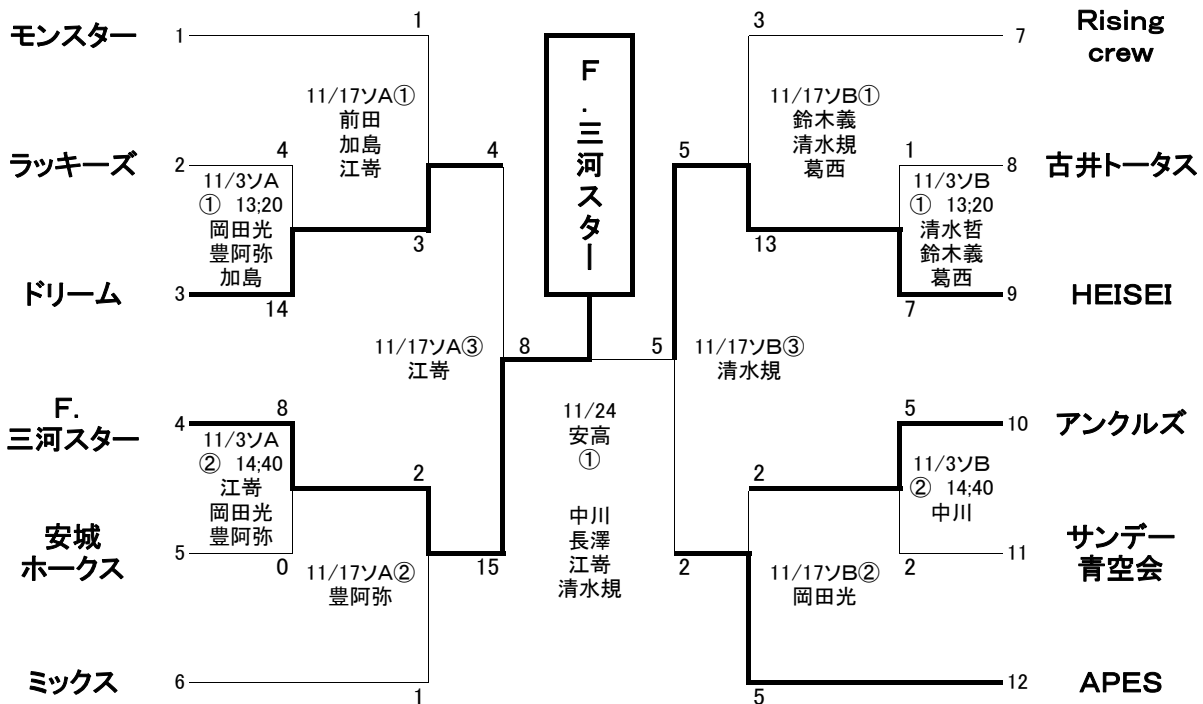 モンスター
1
1
11/17ソA①
前田
加島
江嵜
ラッキーズ
2
4
11/3ソA
① 13;20
岡田光
豊阿弥
加島
ドリーム
3
14
3
4
11/17ソA③
江嵜
F.
三河スター
4
8
11/3ソA
② 14;40
江嵜
岡田光
豊阿弥
安城
ホークス
5
0
2
15
11/17ソA②
豊阿弥
ミックス
6
1
F.三河スター
8
5
11/24
安高
①
中川
長澤
江嵜
清水規
3
7
Rising
crew
11/17ソB①
鈴木義
清水規
葛西
5
13
1
8
古井トータス
11/3ソB
① 13;20
清水哲
鈴木義
葛西
7
9
HEISEI
11/17ソB③
清水規
5
10
アンクルズ
11/3ソB
② 14;40
中川
2
2
11
サンデー
青空会
2
11/17ソB②
岡田光
5
12
APES